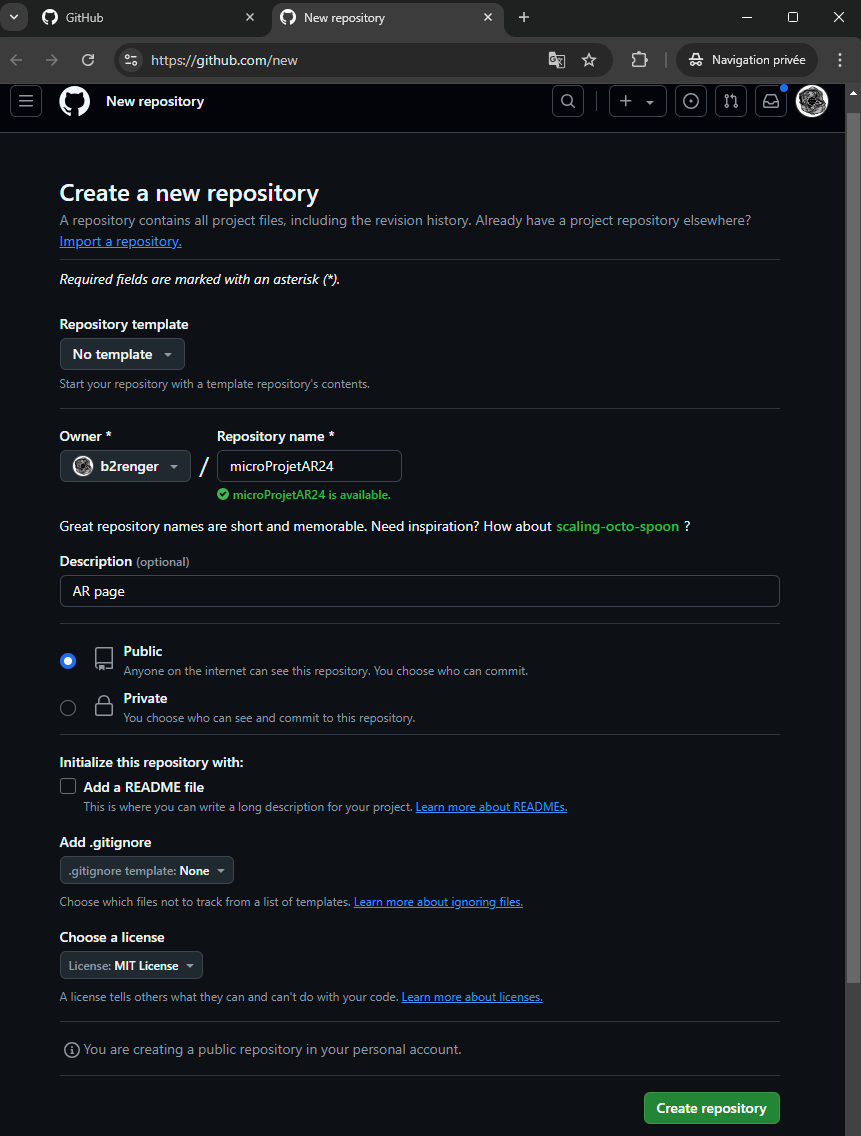 GitHub
New repository
https://github.com/new
Navigation privée
New repository
Create a new repository
A repository contains all project files, including the revision history. Already have a project repository elsewhere?
Import a repository.
Required fields are marked with an asterisk (*).
Repository template
No template
Start your repository with a template repository's contents.
Owner *
Repository name *
b2renger
/
microProjetAR24
microProjetAR24 is available.
Great repository names are short and memorable. Need inspiration? How about scaling-octo-spoon ?
Description (optional)
AR page
Public
Anyone on the internet can see this repository. You choose who can commit.
Private
You choose who can see and commit to this repository.
Initialize this repository with:
Add a README file
This is where you can write a long description for your project. Learn more about READMEs.
Add .gitignore
.gitignore template: None
Choose which files not to track from a list of templates. Learn more about ignoring files.
Choose a license
License: MIT License
A license tells others what they can and can't do with your code. Learn more about licenses.
You are creating a public repository in your personal account.
Create repository